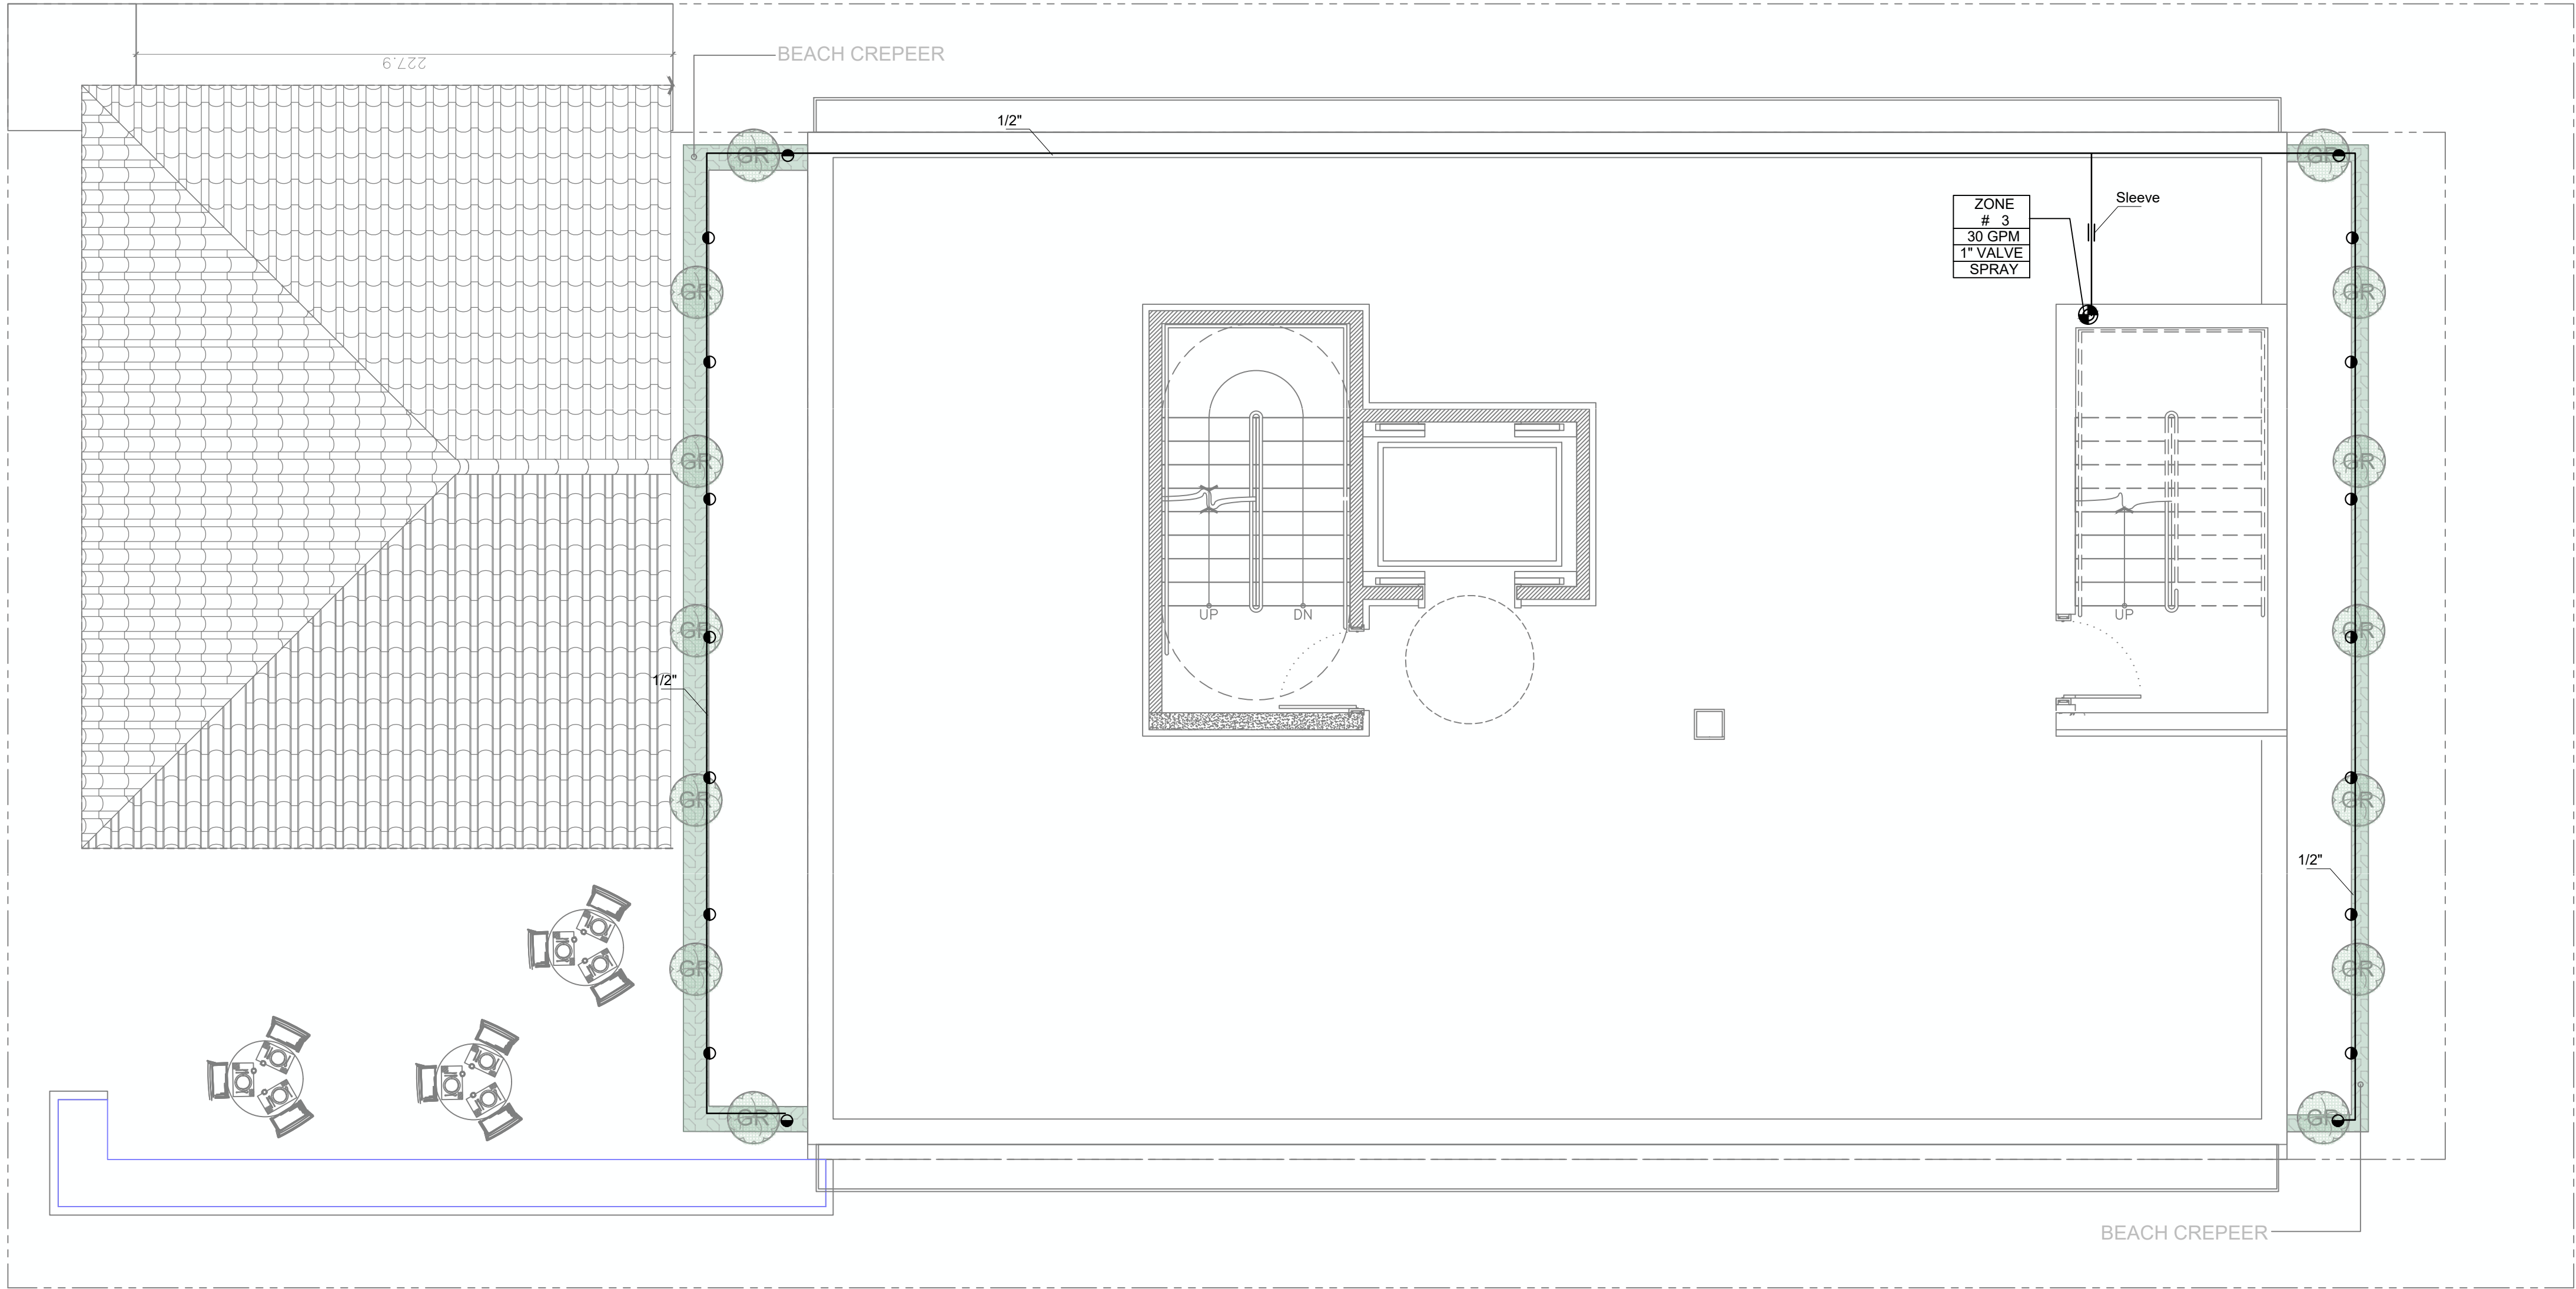 BEACH CREPEER
227.9
1/2"
GR
GR
Sleeve
ZONE
# 3
30 GPM
1" VALVE
SPRAY
GR
GR
GR
GR
GR
GR
UP
DN
UP
1/2"
GR
GR
1/2"
GR
GR
GR
GR
BEACH CREPEER